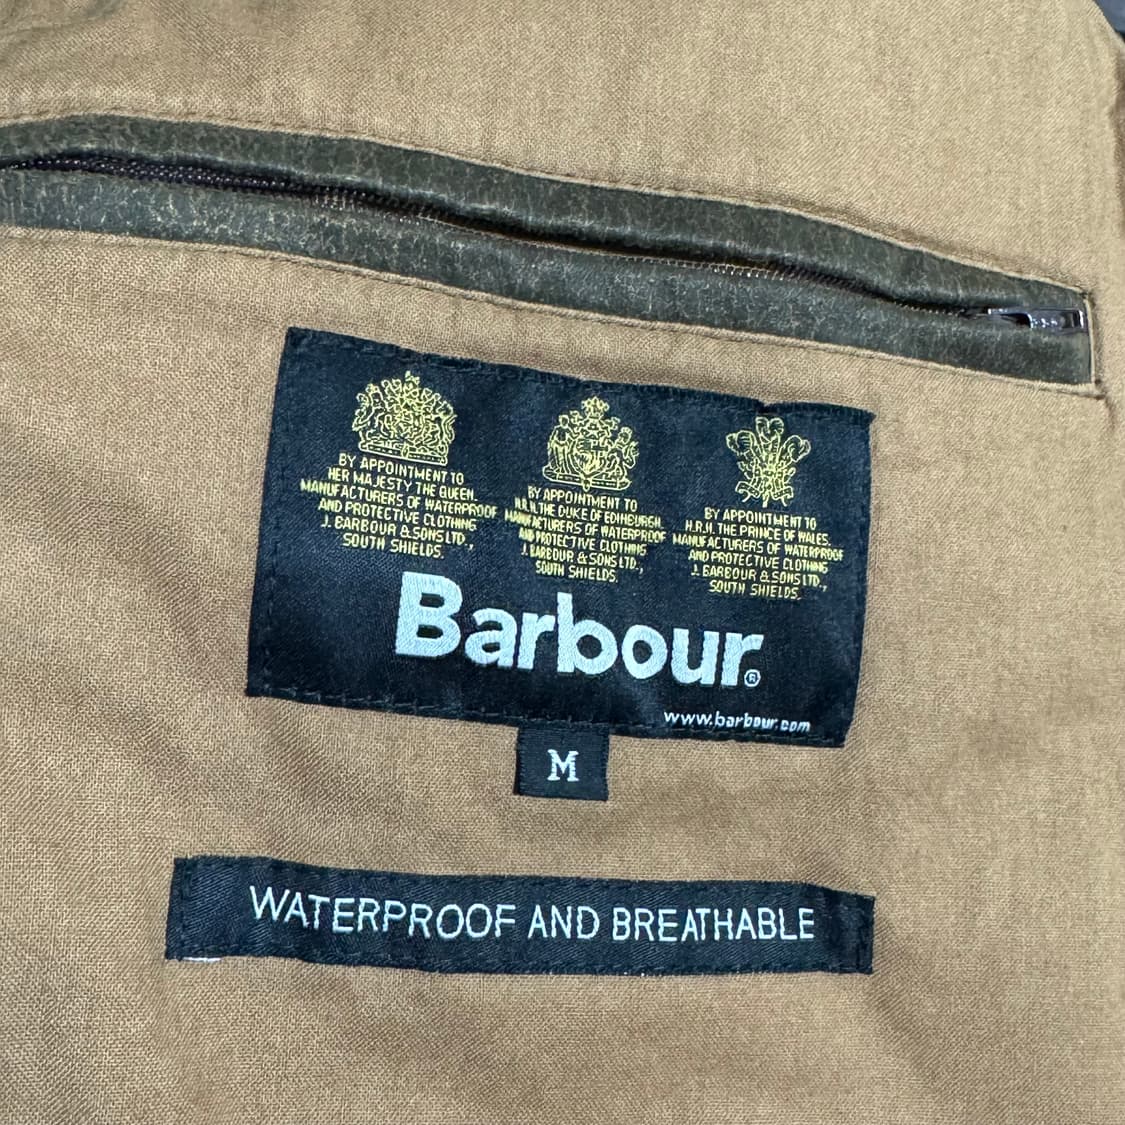 BY APPOINTMENT TO
HER MAJESTY THE QUEEN.
MANUFACTURERS OF WATERPROOF
AND PROTECTIVE CLOTHING
J. BARBOUR & SONS LTD.,
SOUTH SHIELDS.
BY APPOINTMENT TO
H.R.H. THE DUKE OF EDINBURGH.
MANUFACTURERS OF WATERPROOF
AND PROTECTIVE CLOTHING
J. BARBOUR & SONS LTD.,
SOUTH SHIELDS.
BY APPOINTMENT TO
H.R.H. THE PRINCE OF WALES.
MANUFACTURERS OF WATERPROOF
AND PROTECTIVE CLOTHING
J. BARBOUR & SONS LTD.,
SOUTH SHIELDS.
Barbour®
www.barbour.com
M
WATERPROOF AND BREATHABLE